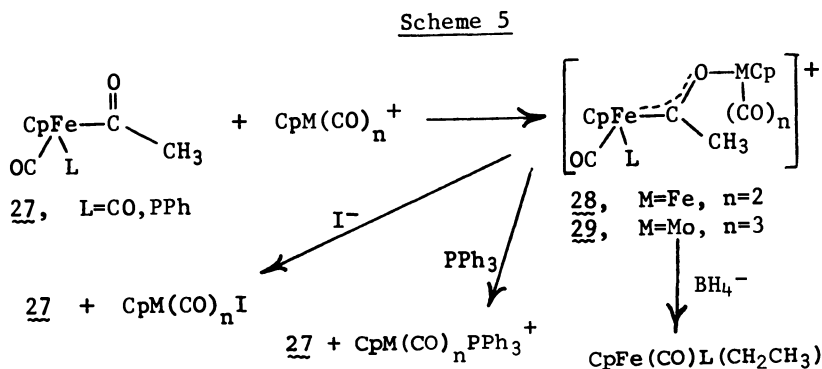 Scheme 5
O
CpFe—C
CH3
OC L
+ CpM(CO)n+
[CpFe—C O—MCp (CO)n CH3 OC L]+
27, L=CO,PPh
28, M=Fe, n=2
29, M=Mo, n=3
I−
PPh3
BH4−
27 + CpM(CO)nI
27 + CpM(CO)nPPh3+
CpFe(CO)L(CH2CH3)